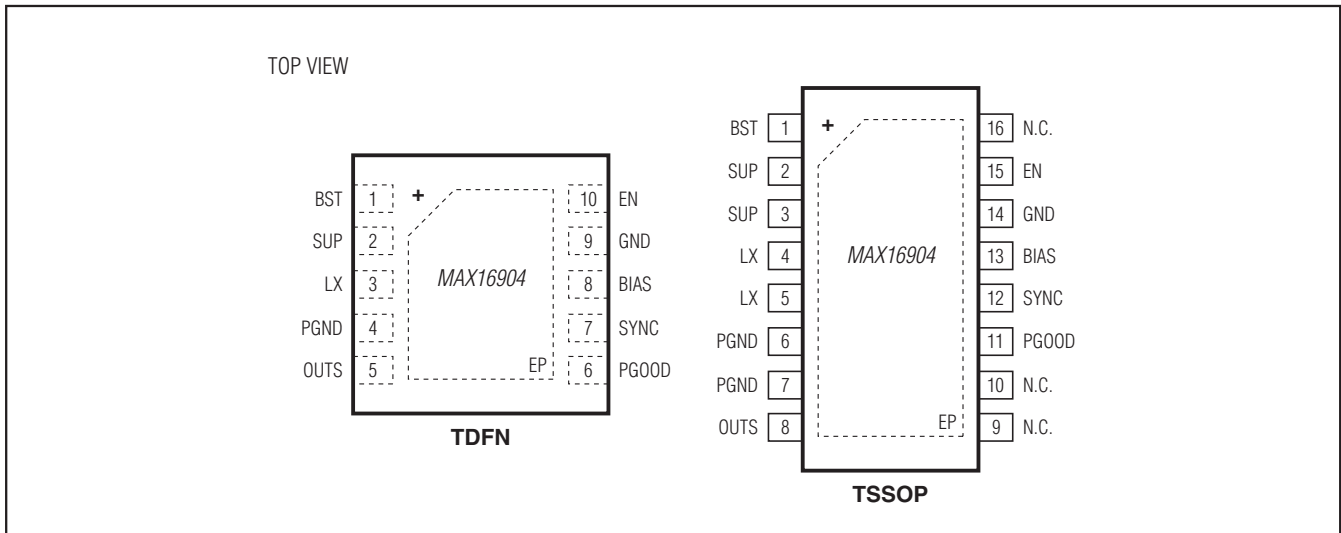 TOP VIEW
BST 1 + 10 EN
SUP 2 9 GND
LX 3 MAX16904 8 BIAS
PGND 4 7 SYNC
OUTS 5 EP 6 PGOOD
TDFN
BST 1 + 16 N.C.
SUP 2 15 EN
SUP 3 14 GND
LX 4 MAX16904 13 BIAS
LX 5 12 SYNC
PGND 6 11 PGOOD
PGND 7 10 N.C.
OUTS 8 EP 9 N.C.
TSSOP